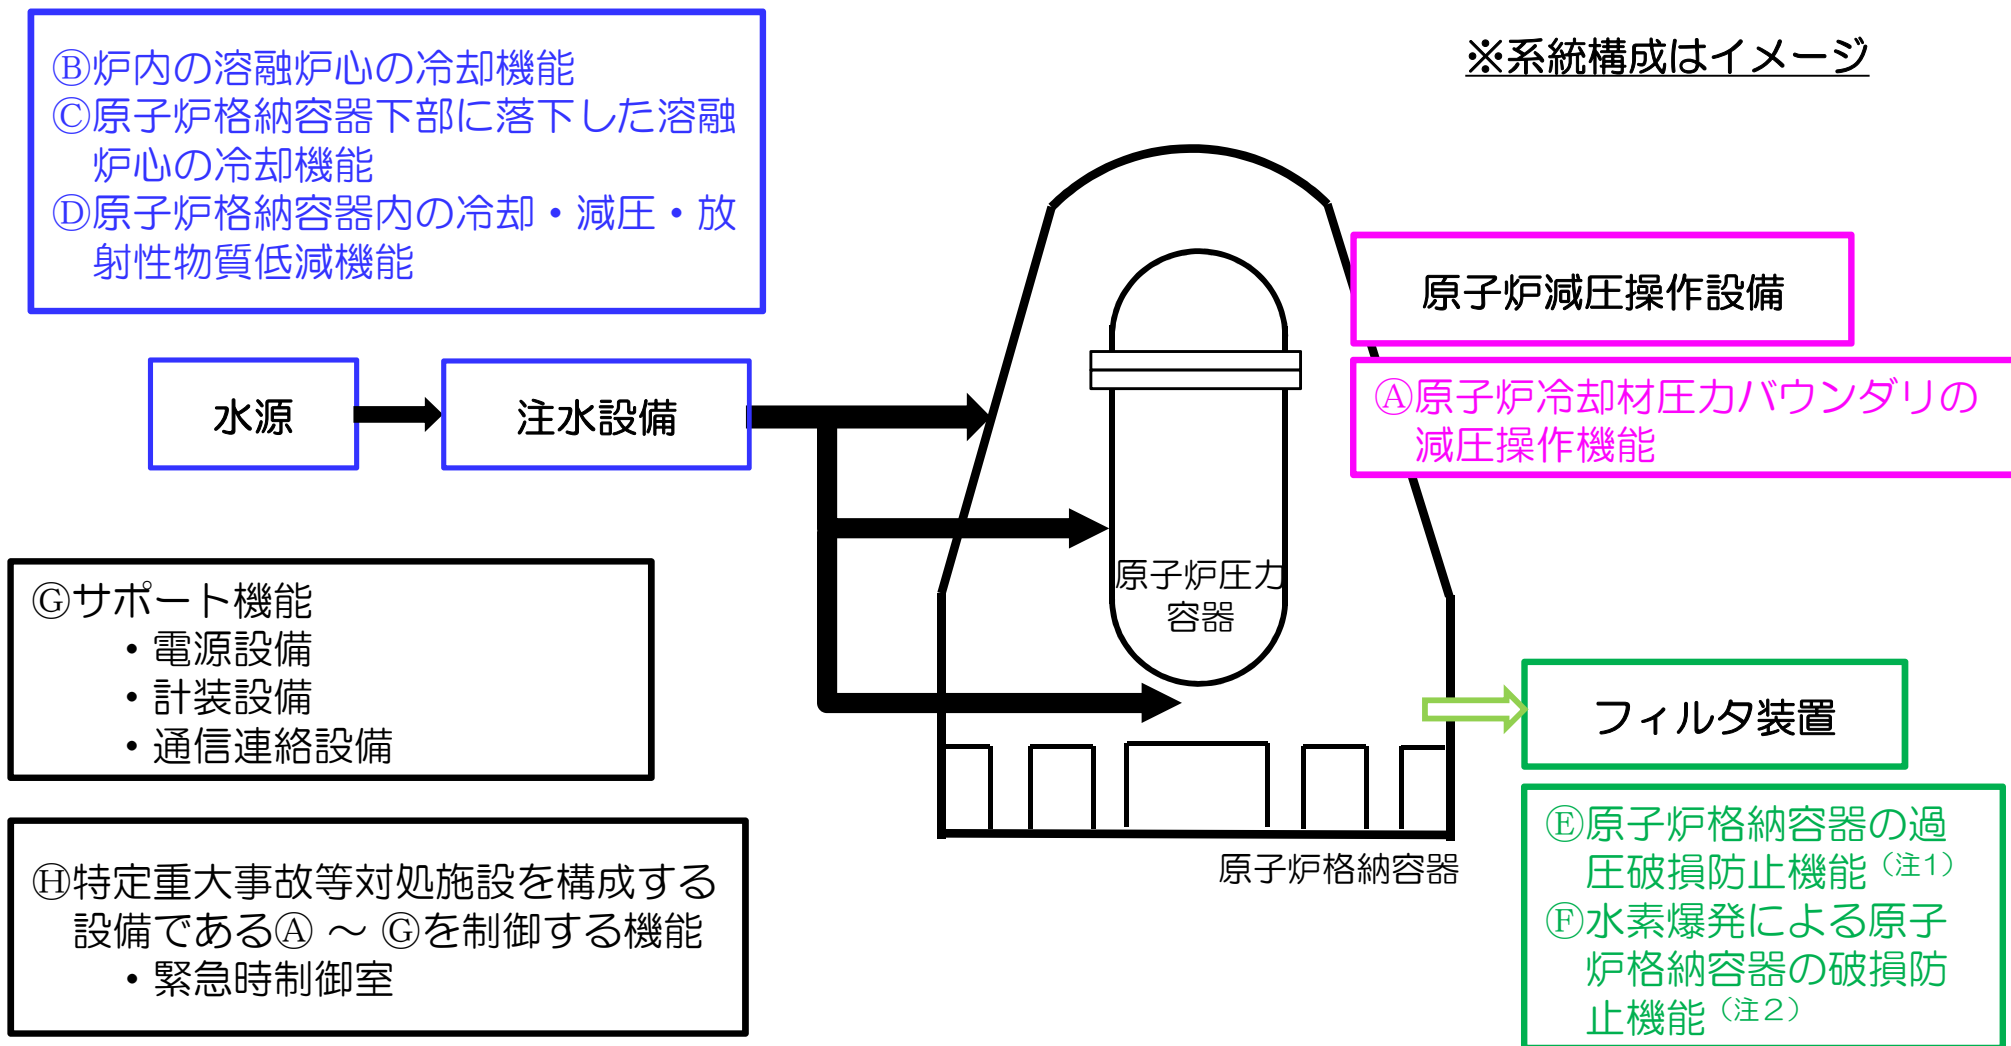 ※系統構成はイメージ
Ⓑ炉内の溶融炉心の冷却機能
Ⓒ原子炉格納容器下部に落下した溶融
炉心の冷却機能
Ⓓ原子炉格納容器内の冷却・減圧・放
射性物質低減機能
原子炉減圧操作設備
Ⓐ原子炉冷却材圧力バウンダリの
減圧操作機能
水源
注水設備
原子炉圧力
容器
Ⓖサポート機能
・電源設備
・計装設備
・通信連絡設備
フィルタ装置
Ⓔ原子炉格納容器の過
圧破損防止機能（注1）
Ⓕ水素爆発による原子
炉格納容器の破損防
止機能（注２）
原子炉格納容器
Ⓗ特定重大事故等対処施設を構成する
設備であるⒶ ～ Ⓖを制御する機能
・緊急時制御室